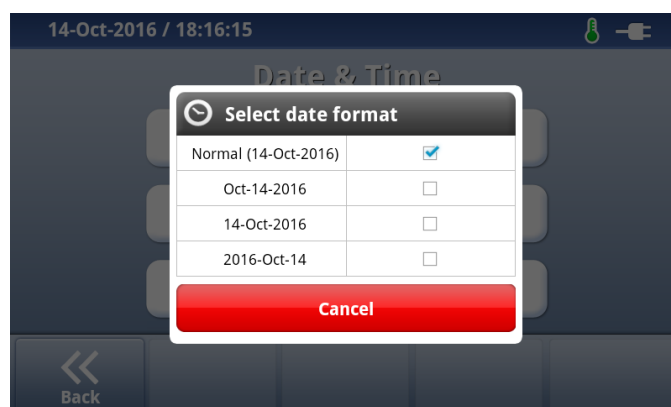 14-Oct-2016 / 18:16:15
Date & Time
Select date format
Normal (14-Oct-2016)
Oct-14-2016
14-Oct-2016
2016-Oct-14
Cancel
Back